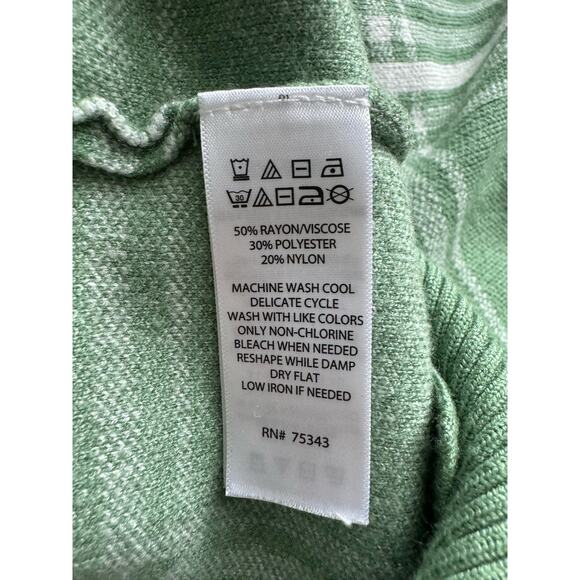 30
50% RAYON/VISCOSE
30% POLYESTER
20% NYLON
MACHINE WASH COOL
DELICATE CYCLE
WASH WITH LIKE COLORS
ONLY NON-CHLORINE
BLEACH WHEN NEEDED
RESHAPE WHILE DAMP
DRY FLAT
LOW IRON IF NEEDED
RN# 75343